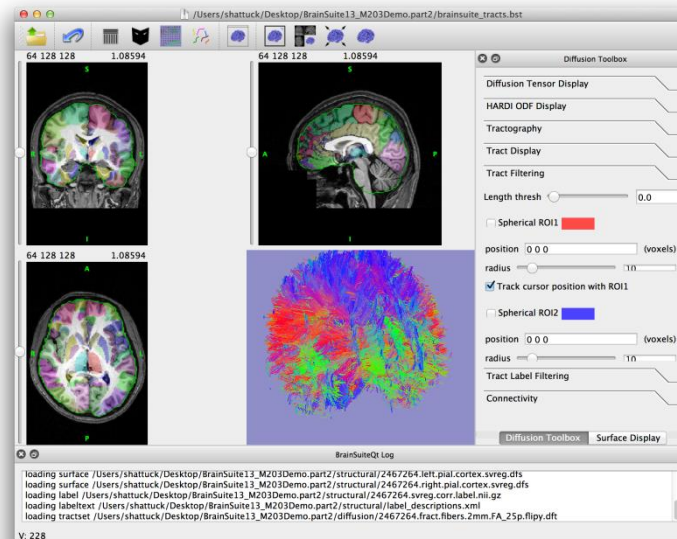 /Users/shattuck/Desktop/BrainSuite13_M203Demo.part2/brainsuite_tracts.bst
64 128 128 1.08594
S
R L
I
64 128 128 1.08594
S
A P
I
64 128 128 1.08594
A
R L
P
Diffusion Toolbox
Diffusion Tensor Display
HARDI ODF Display
Tractography
Tract Display
Tract Filtering
Length thresh 0.0
Spherical ROI1
position 0 0 0 (voxels)
radius 10
Track cursor position with ROI1
Spherical ROI2
position 0 0 0 (voxels)
radius 10
Tract Label Filtering
Connectivity
Diffusion Toolbox Surface Display
BrainSuiteQt Log
loading surface /Users/shattuck/Desktop/BrainSuite13_M203Demo.part2/structural/2467264.left.pial.cortex.svreg.dfs
loading surface /Users/shattuck/Desktop/BrainSuite13_M203Demo.part2/structural/2467264.right.pial.cortex.svreg.dfs
loading label /Users/shattuck/Desktop/BrainSuite13_M203Demo.part2/structural/2467264.svreg.corr.label.nii.gz
loading labeltext /Users/shattuck/Desktop/BrainSuite13_M203Demo.part2/structural/label_descriptions.xml
loading tractset /Users/shattuck/Desktop/BrainSuite13_M203Demo.part2/diffusion/2467264.fract.fibers.2mm.FA_25p.flipy.dft
V: 228